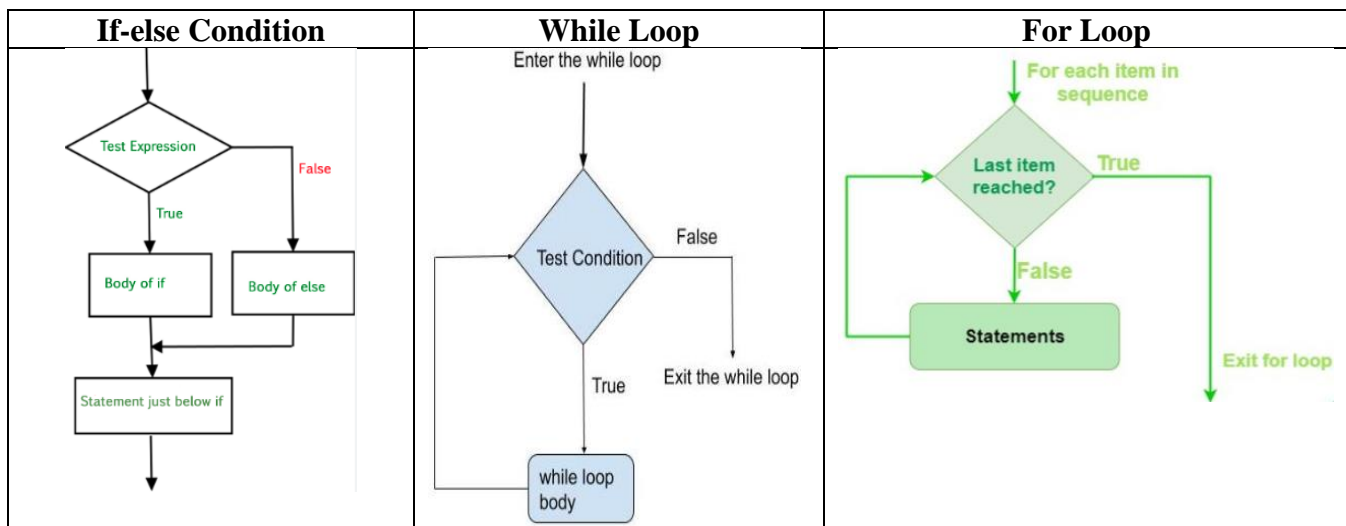 If-else Condition
While Loop
For Loop
Test Expression
False
True
Body of if
Body of else
Statement just below if
Enter the while loop
Test Condition
False
True
Exit the while loop
while loop
body
For each item in
sequence
Last item
reached?
True
False
Statements
Exit for loop